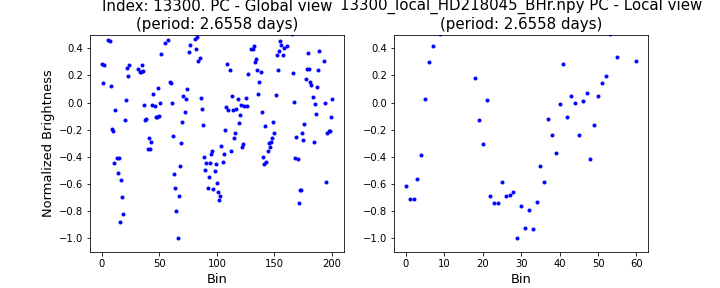 Index: 13300. PC - Global view
(period: 2.6558 days)
13300_local_HD218045_BHr.npy PC - Local view
(period: 2.6558 days)
Normalized Brightness
0.4
0.2
0.0
−0.2
−0.4
−0.6
−0.8
−1.0
0 50 100 150 200
Bin
0.4
0.2
0.0
−0.2
−0.4
−0.6
−0.8
−1.0
0 10 20 30 40 50 60
Bin